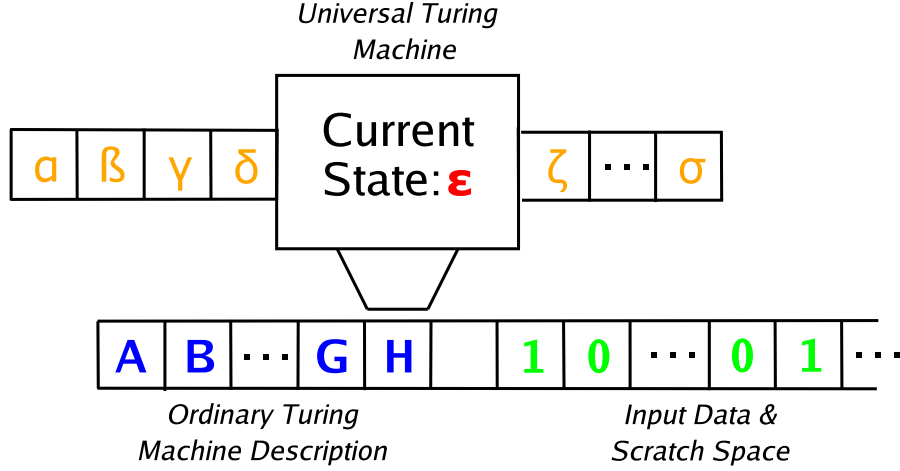 Universal Turing
Machine
Current
State: ε
ɑ ß γ δ ζ ... σ
A B ... G H 1 0 ... 0 1 ...
Ordinary Turing
Machine Description
Input Data &
Scratch Space